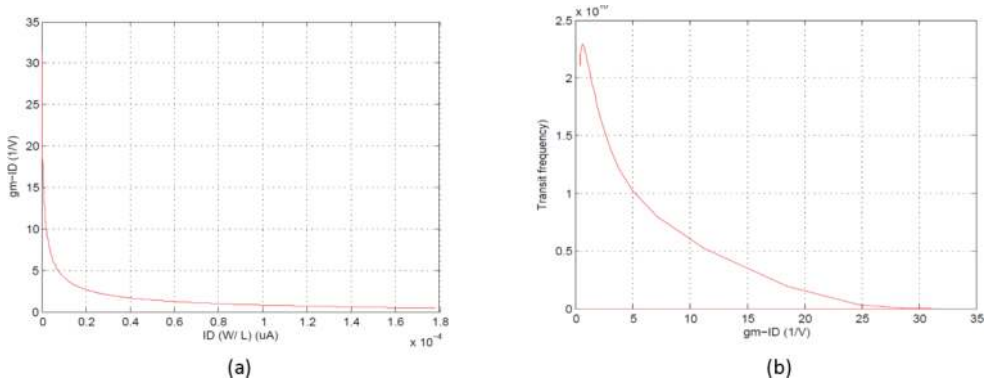 35
30
25
20
15
10
5
0
gm-ID (1/V)
0 0.2 0.4 0.6 0.8 1 1.2 1.4 1.6 1.8
ID (W/ L) (uA)
x 10⁻⁴
(a)
2.5
2
1.5
1
0.5
0
Transit frequency)
0 5 10 15 20 25 30 35
gm-ID (1/V)
x 10
(b)